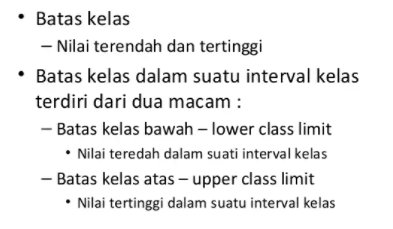 • Batas kelas
– Nilai terendah dan tertinggi
• Batas kelas dalam suatu interval kelas
terdiri dari dua macam :
– Batas kelas bawah – lower class limit
• Nilai teredah dalam suati interval kelas
– Batas kelas atas – upper class limit
• Nilai tertinggi dalam suatu interval kelas